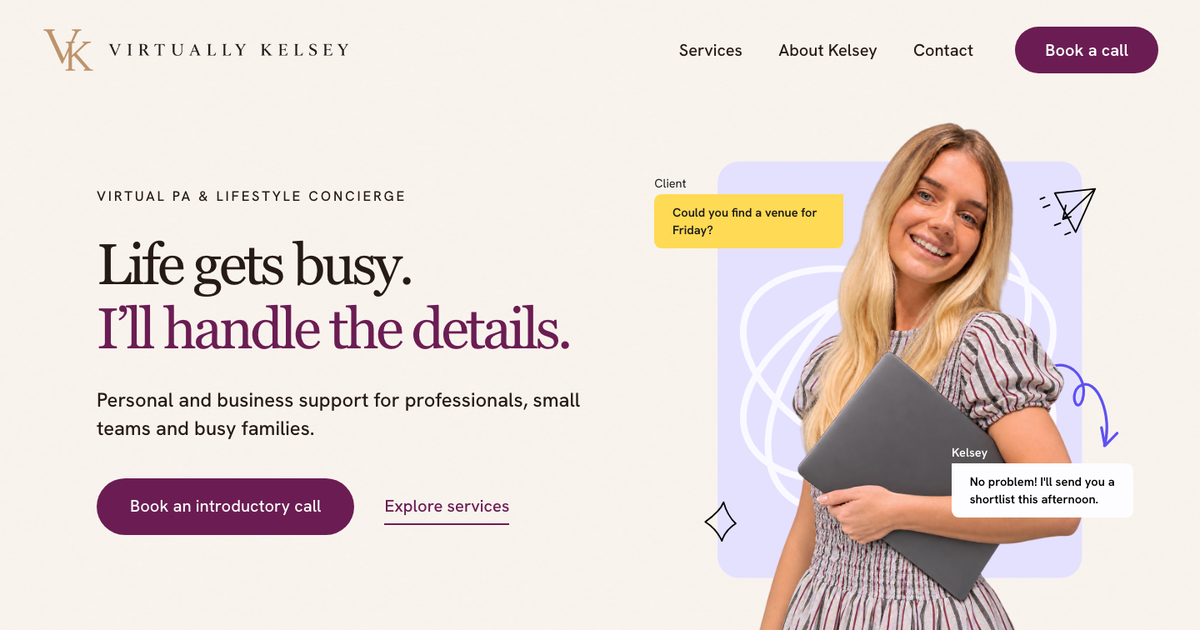 VK VIRTUALLY KELSEY
Services
About Kelsey
Contact
Book a call
VIRTUAL PA & LIFESTYLE CONCIERGE
Life gets busy.
I’ll handle the details.
Personal and business support for professionals, small
teams and busy families.
Book an introductory call
Explore services
Client
Could you find a venue for
Friday?
Kelsey
No problem! I'll send you a
shortlist this afternoon.